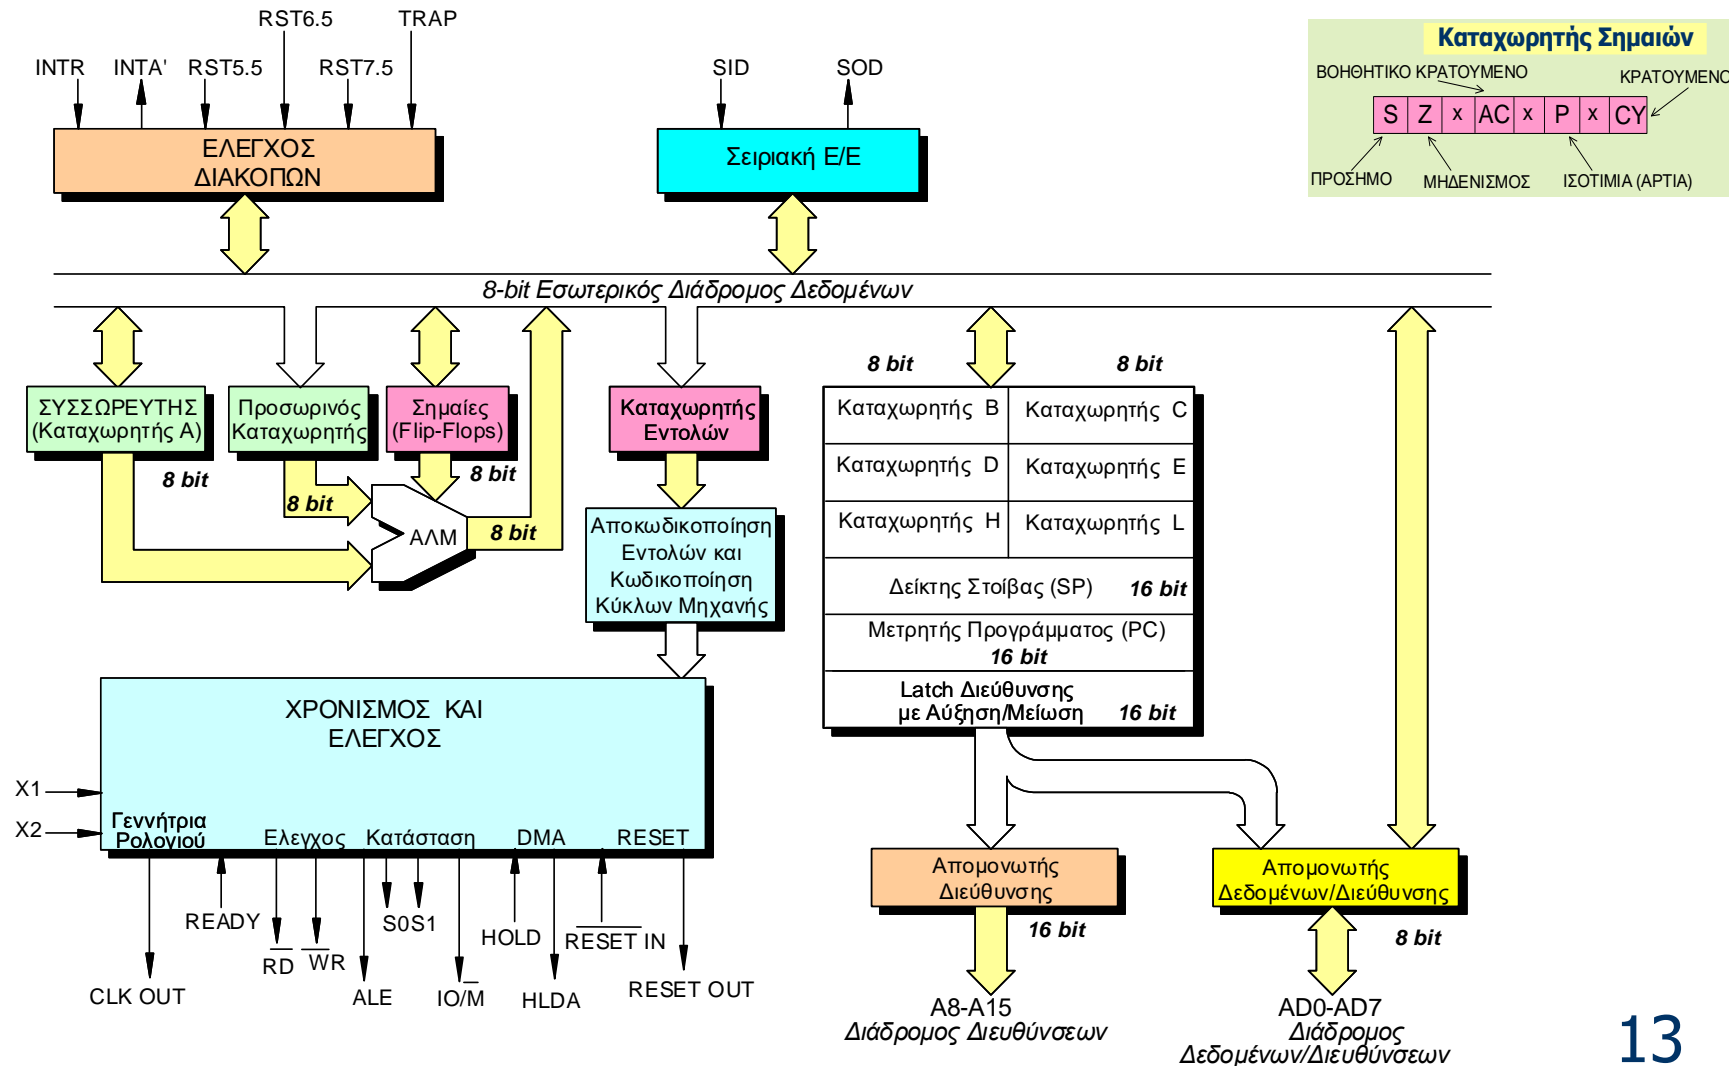 RST6.5 TRAP
INTR INTA' RST5.5 RST7.5
SID SOD
ΕΛΕΓΧΟΣ
ΔΙΑΚΟΠΩΝ
Σειριακή Ε/Ε
Καταχωρητής Σημαιών
ΒΟΗΘΗΤΙΚΟ ΚΡΑΤΟΥΜΕΝΟ
ΚΡΑΤΟΥΜΕΝΟ
S Z x AC x P x CY
ΠΡΟΣΗΜΟ ΜΗΔΕΝΙΣΜΟΣ ΙΣΟΤΙΜΙΑ (ΑΡΤΙΑ)
8-bit Εσωτερικός Διάδρομος Δεδομένων
ΣΥΣΣΩΡΕΥΤΗΣ
(Καταχωρητής Α)
8 bit
Προσωρινός
Καταχωρητής
8 bit
Σημαίες
(Flip-Flops)
8 bit
ΑΛΜ
8 bit
Καταχωρητής
Εντολών
Αποκωδικοποίηση
Εντολών και
Κωδικοποίηση
Κύκλων Μηχανής
8 bit 8 bit
Καταχωρητής B Καταχωρητής C
Καταχωρητής D Καταχωρητής E
Καταχωρητής H Καταχωρητής L
Δείκτης Στοίβας (SP) 16 bit
Μετρητής Προγράμματος (PC)
16 bit
Latch Διεύθυνσης
με Αύξηση/Μείωση 16 bit
ΧΡΟΝΙΣΜΟΣ ΚΑΙ
ΕΛΕΓΧΟΣ
X1
X2
Γεννήτρια
Ρολογιού
Ελεγχος Κατάσταση DMA RESET
READY
S0S1
HOLD
RESET IN
RD WR
CLK OUT
ALE
IO/M
HLDA
RESET OUT
Απομονωτής
Διεύθυνσης
16 bit
Απομονωτής
Δεδομένων/Διεύθυνσης
8 bit
A8-A15
Διάδρομος Διευθύνσεων
AD0-AD7
Διάδρομος
Δεδομένων/Διευθύνσεων
13